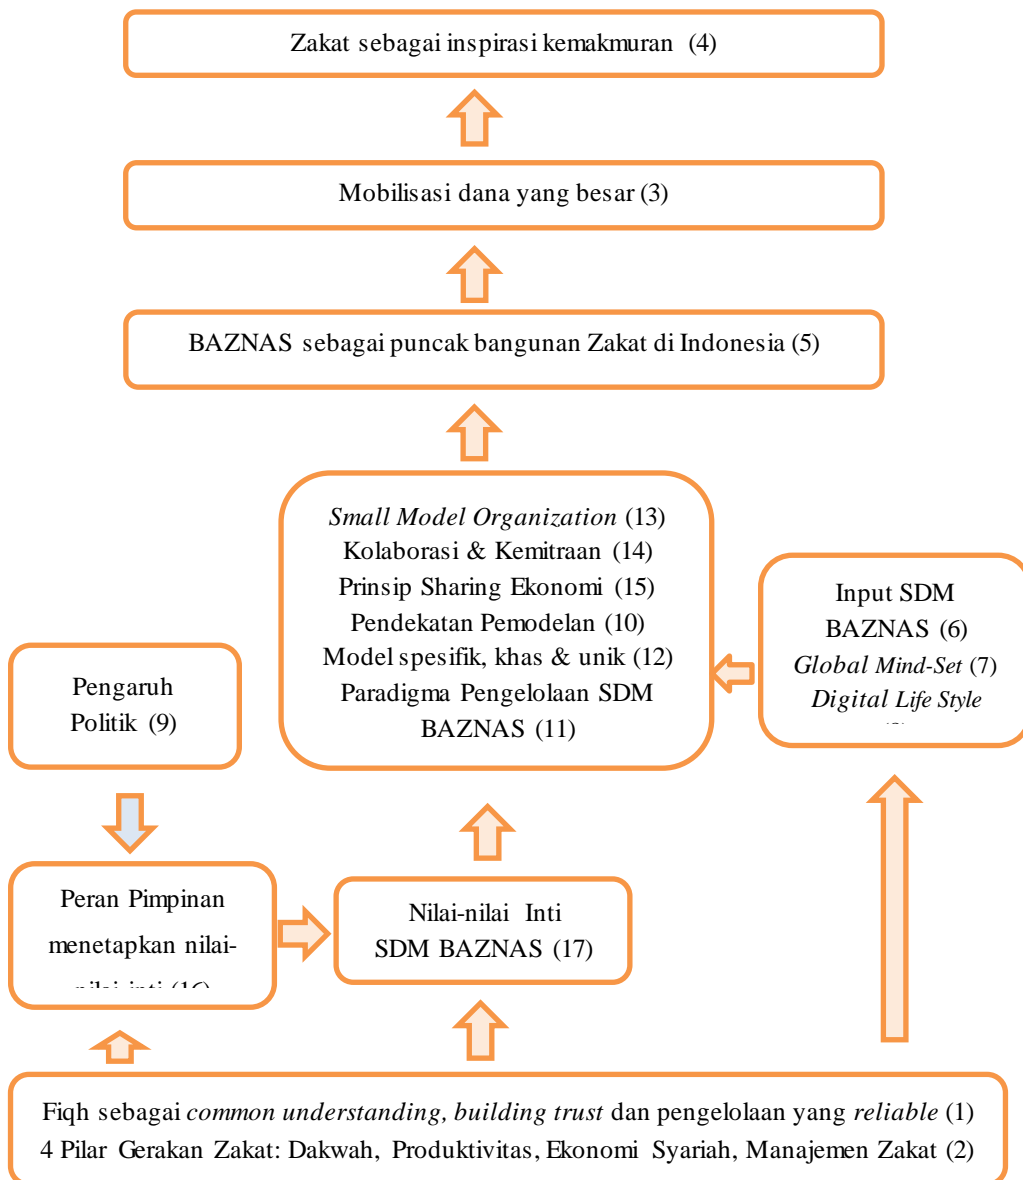 Zakat sebagai inspirasi kemakmuran (4)
Mobilisasi dana yang besar (3)
BAZNAS sebagai puncak bangunan Zakat di Indonesia (5)
Small Model Organization (13)
Kolaborasi & Kemitraan (14)
Prinsip Sharing Ekonomi (15)
Pendekatan Pemodelan (10)
Model spesifik, khas & unik (12)
Paradigma Pengelolaan SDM
BAZNAS (11)
Input SDM
BAZNAS (6)
Global Mind-Set (7)
Digital Life Style
Pengaruh
Politik (9)
Peran Pimpinan
menetapkan nilai-
nilai inti (16)
Nilai-nilai Inti
SDM BAZNAS (17)
Fiqh sebagai common understanding, building trust dan pengelolaan yang reliable (1)
4 Pilar Gerakan Zakat: Dakwah, Produktivitas, Ekonomi Syariah, Manajemen Zakat (2)